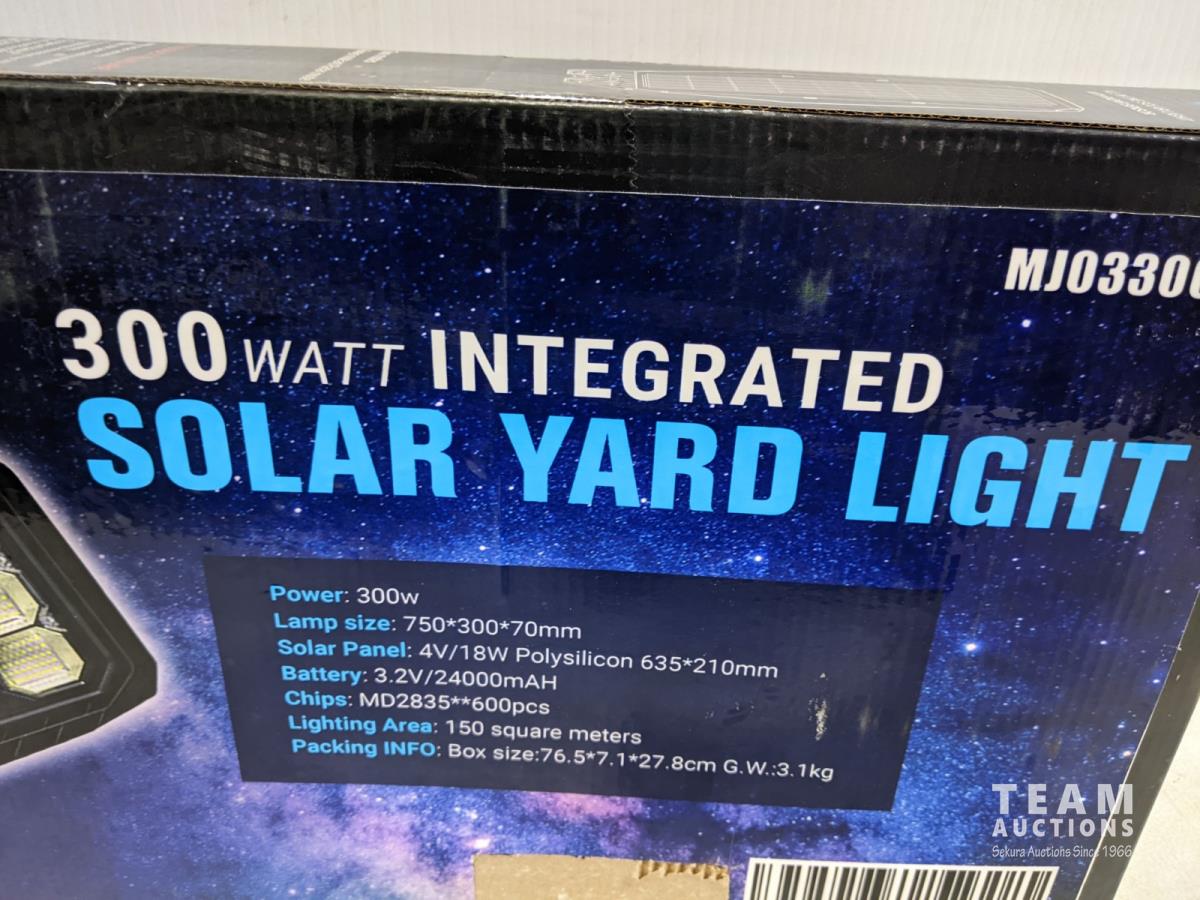 MJ0330
300 WATT INTEGRATED
SOLAR YARD LIGHT
Power: 300w
Lamp size: 750*300*70mm
Solar Panel: 4V/18W Polysilicon 635*210mm
Battery: 3.2V/24000mAH
Chips: MD2835**600pcs
Lighting Area: 150 square meters
Packing INFO: Box size:76.5*7.1*27.8cm G.W.:3.1kg
TEAM
AUCTIONS
Sekura Auctions Since 1966